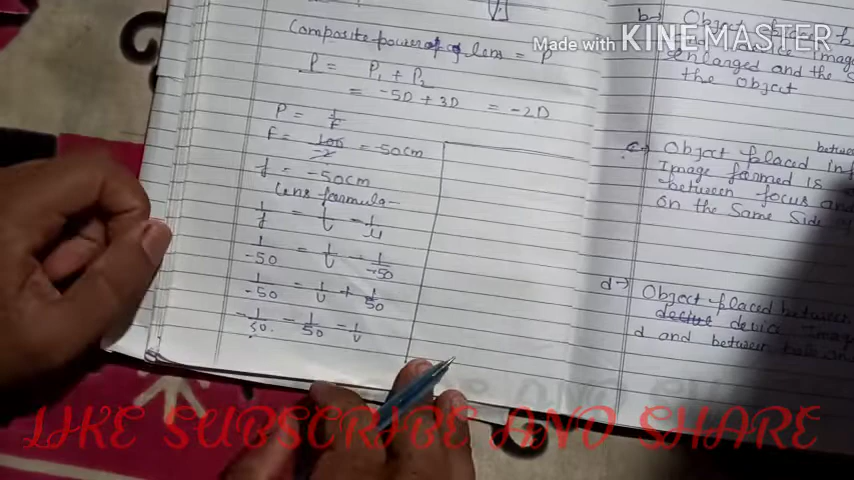 Composite power of lens = P
P = P₁ + P₂
= -5D + 3D = -2D
P = 1/F
F = 100/-2 = -50cm
f = -50cm
lens formula-
1/f = 1/v - 1/u
1/-50 = 1/v - 1/-50
1/-50 = 1/v + 1/50
-1/50 - 1/50 = 1/v
b→ Object placed
enlarged and the
the object
c→ Object placed
Image formed is
between focus and
on the same side
d→ Object placed between
device Image
d and between
Made with KINEMASTER
LIKE SUBSCRIBE AND SHARE